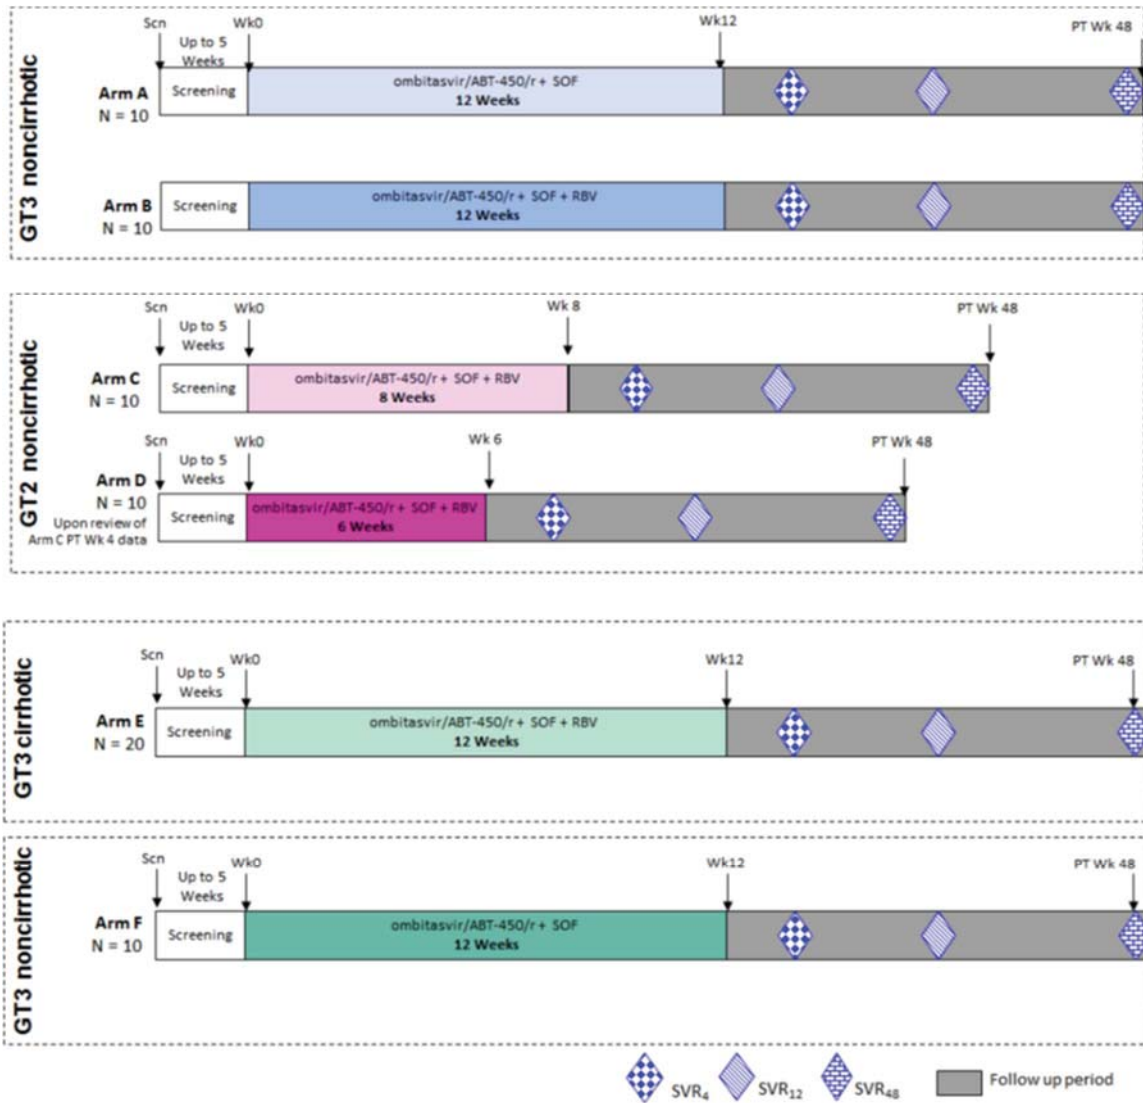 GT3 noncirrhotic
Scn
Wk0
Wk12
PT Wk 48
Up to 5
Weeks
Arm A
N = 10
Screening
ombitasvir/ABT-450/r + SOF
12 Weeks
Arm B
N = 10
Screening
ombitasvir/ABT-450/r + SOF + RBV
12 Weeks
GT2 noncirrhotic
Scn
Wk0
Wk 8
PT Wk 48
Up to 5
Weeks
Arm C
N = 10
Screening
ombitasvir/ABT-450/r + SOF + RBV
8 Weeks
Scn
Wk0
Wk 6
PT Wk 48
Up to 5
Weeks
Arm D
N = 10
Upon review of
Arm C PT Wk 4 data
Screening
ombitasvir/ABT-450/r + SOF + RBV
6 Weeks
GT3 cirrhotic
Scn
Wk0
Wk12
PT Wk 48
Up to 5
Weeks
Arm E
N = 20
Screening
ombitasvir/ABT-450/r + SOF + RBV
12 Weeks
GT3 noncirrhotic
Scn
Wk0
Wk12
PT Wk 48
Up to 5
Weeks
Arm F
N = 10
Screening
ombitasvir/ABT-450/r + SOF
12 Weeks
SVR4 SVR12 SVR48 Follow up period